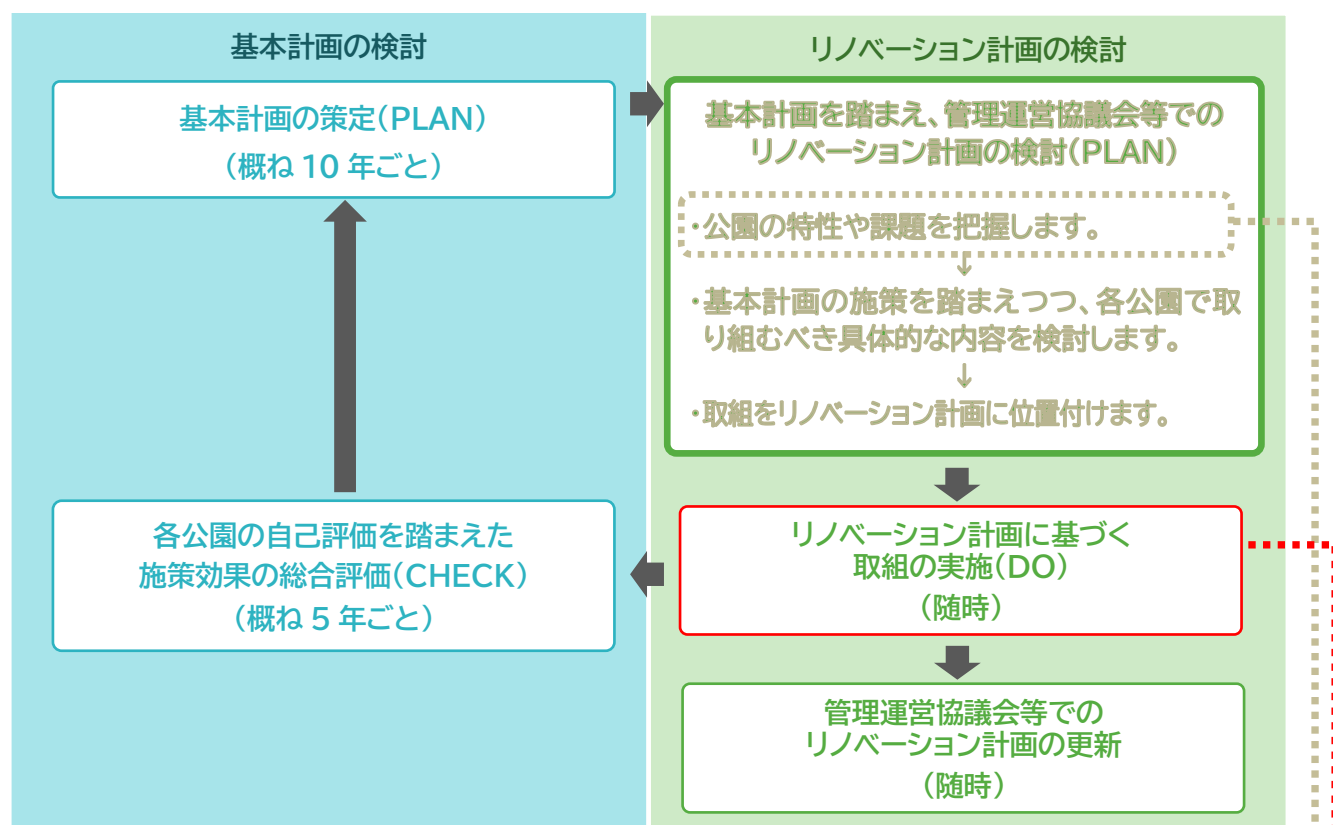 基本計画の検討
基本計画の策定(PLAN)
(概ね 10 年ごと)
各公園の自己評価を踏まえた
施策効果の総合評価(CHECK)
(概ね 5 年ごと)
リノベーション計画の検討
基本計画を踏まえ、管理運営協議会等での
リノベーション計画の検討(PLAN)
・公園の特性や課題を把握します。
↓
・基本計画の施策を踏まえつつ、各公園で取
り組むべき具体的な内容を検討します。
↓
・取組をリノベーション計画に位置付けます。
リノベーション計画に基づく
取組の実施(DO)
(随時)
管理運営協議会等での
リノベーション計画の更新
(随時)